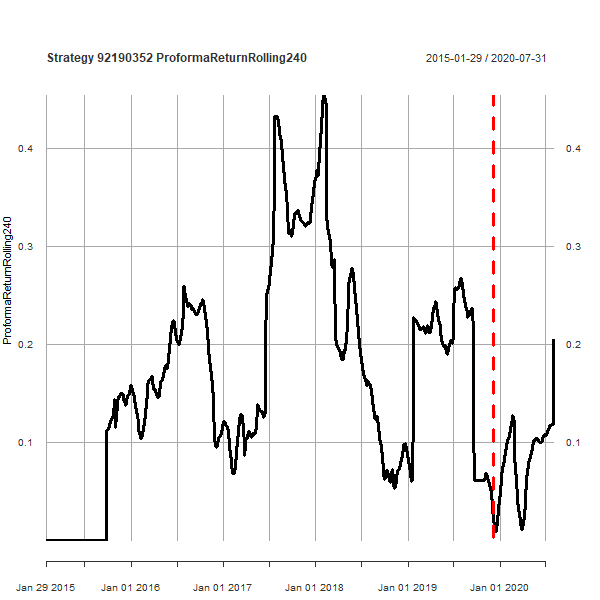 Strategy 92190352 ProformaReturnRolling240
2015-01-29 / 2020-07-31
ProformaReturnRolling240
0.4 0.4
0.3 0.3
0.2 0.2
0.1 0.1
Jan 29 2015 Jan 01 2016 Jan 01 2017 Jan 01 2018 Jan 01 2019 Jan 01 2020